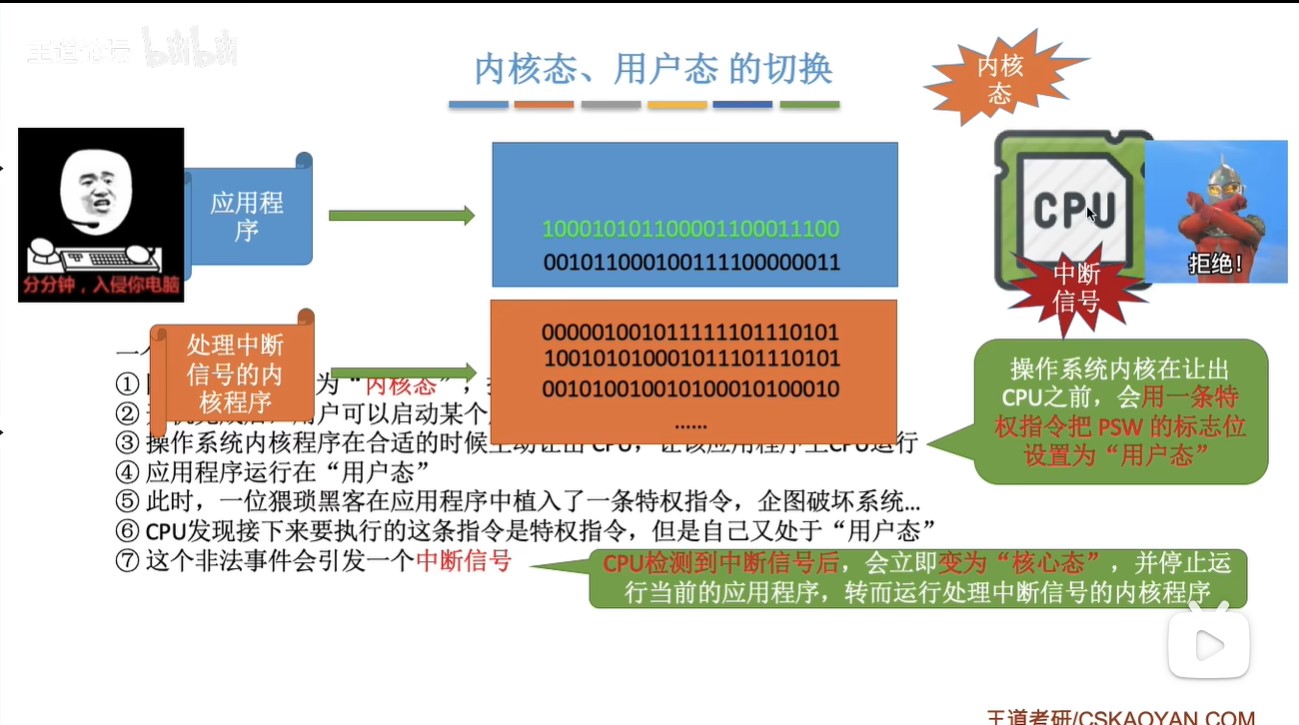 王道论坛 bilibili
内核态、用户态 的切换
内核
态
应用程
序
分分钟，入侵你电脑
100010101100001100011100
001011000100111100000011
CPU
拒绝！
中断
信号
处理中断
信号的内
核程序
000001001011111101110101
100101010001011101110101
001010010010100010100010
......
操作系统内核在让出
CPU之前，会用一条特
权指令把 PSW 的标志位
设置为“用户态”
①
为“内核态”，
②
用户可以启动某个
③ 操作系统内核程序在合适的时候主动让出 CPU，让该应用程序上CPU运行
④ 应用程序运行在“用户态”
⑤ 此时，一位猥琐黑客在应用程序中植入了一条特权指令，企图破坏系统...
⑥ CPU发现接下来要执行的这条指令是特权指令，但是自己又处于“用户态”
⑦ 这个非法事件会引发一个中断信号
CPU检测到中断信号后，会立即变为“核心态”，并停止运
行当前的应用程序，转而运行处理中断信号的内核程序
王道考研/CSKAOYAN.COM